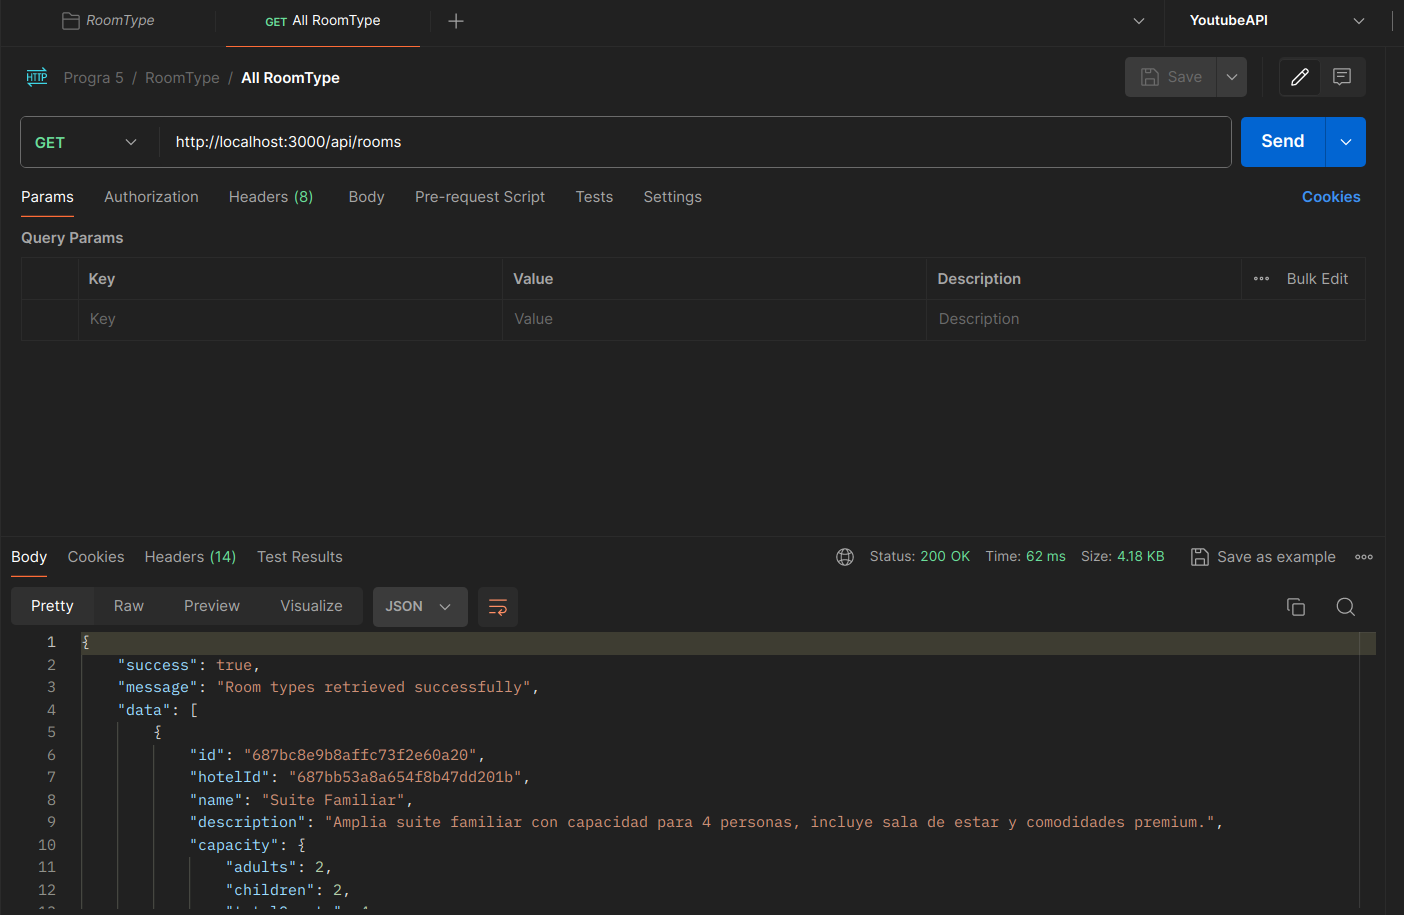 RoomType
GET All RoomType
YoutubeAPI
HTTP Progra 5 / RoomType / All RoomType
Save
GET http://localhost:3000/api/rooms
Send
Params Authorization Headers (8) Body Pre-request Script Tests Settings Cookies
Query Params
Key Value Description Bulk Edit
Key Value Description
Body Cookies Headers (14) Test Results Status: 200 OK Time: 62 ms Size: 4.18 KB Save as example
Pretty Raw Preview Visualize JSON
1 {
2 "success": true,
3 "message": "Room types retrieved successfully",
4 "data": [
5 {
6 "id": "687bc8e9b8affc73f2e60a20",
7 "hotelId": "687bb53a8a654f8b47dd201b",
8 "name": "Suite Familiar",
9 "description": "Amplia suite familiar con capacidad para 4 personas, incluye sala de estar y comodidades premium.",
10 "capacity": {
11 "adults": 2,
12 "children": 2,